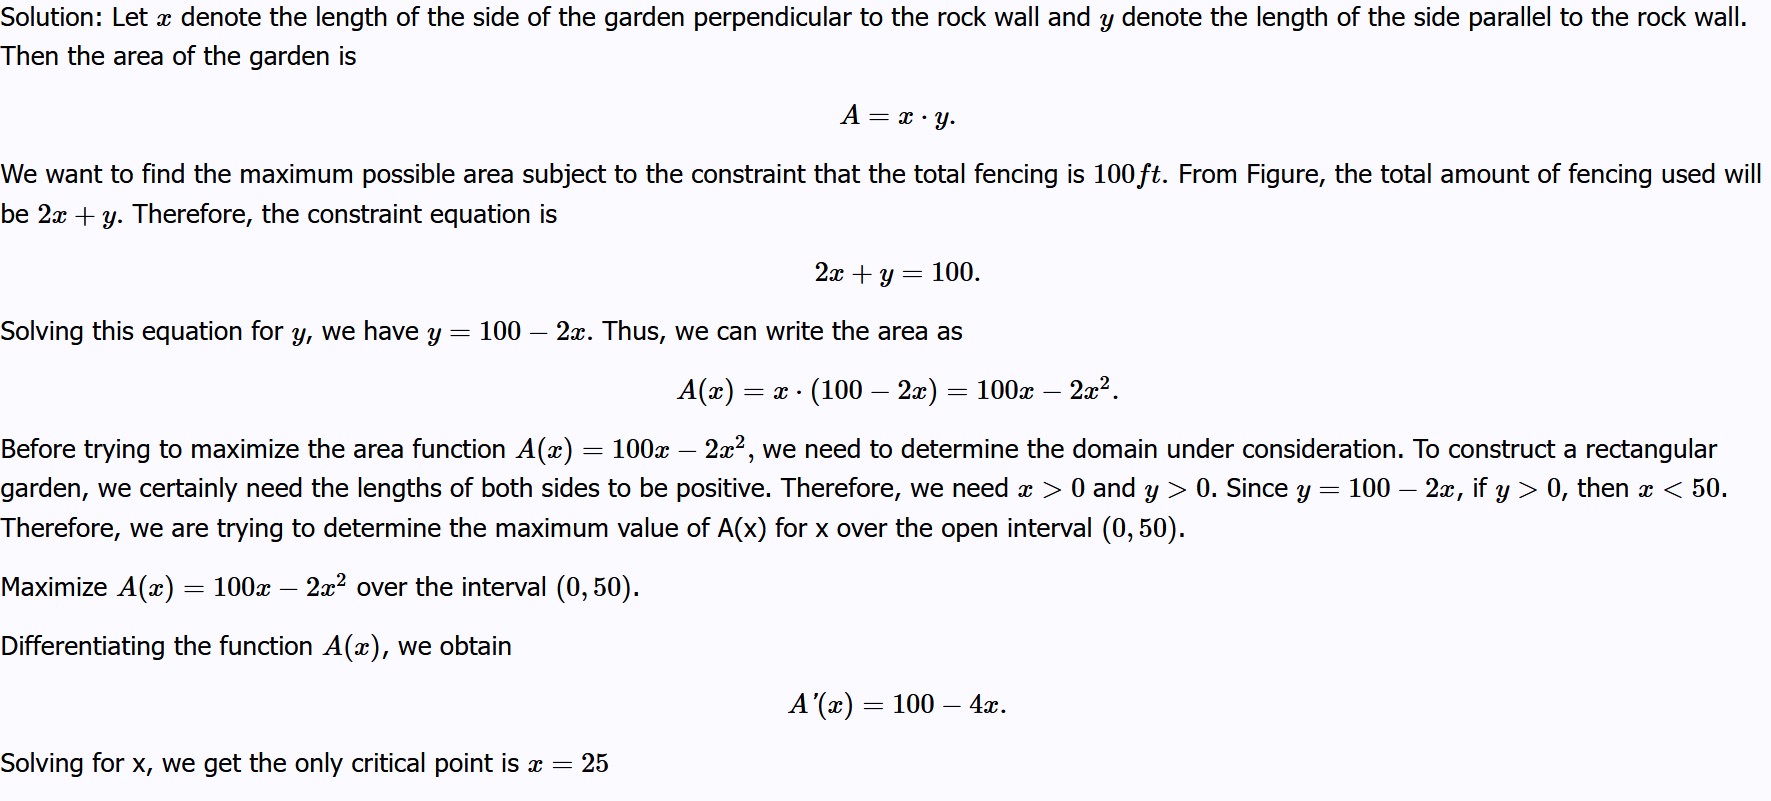 Solution: Let x denote the length of the side of the garden perpendicular to the rock wall and y denote the length of the side parallel to the rock wall.
Then the area of the garden is
A = x · y.
We want to find the maximum possible area subject to the constraint that the total fencing is 100ft. From Figure, the total amount of fencing used will
be 2x + y. Therefore, the constraint equation is
2x + y = 100.
Solving this equation for y, we have y = 100 – 2x. Thus, we can write the area as
A(x) = x · (100 – 2x) = 100x – 2x².
Before trying to maximize the area function A(x) = 100x – 2x², we need to determine the domain under consideration. To construct a rectangular
garden, we certainly need the lengths of both sides to be positive. Therefore, we need x > 0 and y > 0. Since y = 100 – 2x, if y > 0, then x < 50.
Therefore, we are trying to determine the maximum value of A(x) for x over the open interval (0, 50).
Maximize A(x) = 100x – 2x² over the interval (0, 50).
Differentiating the function A(x), we obtain
A′(x) = 100 – 4x.
Solving for x, we get the only critical point is x = 25